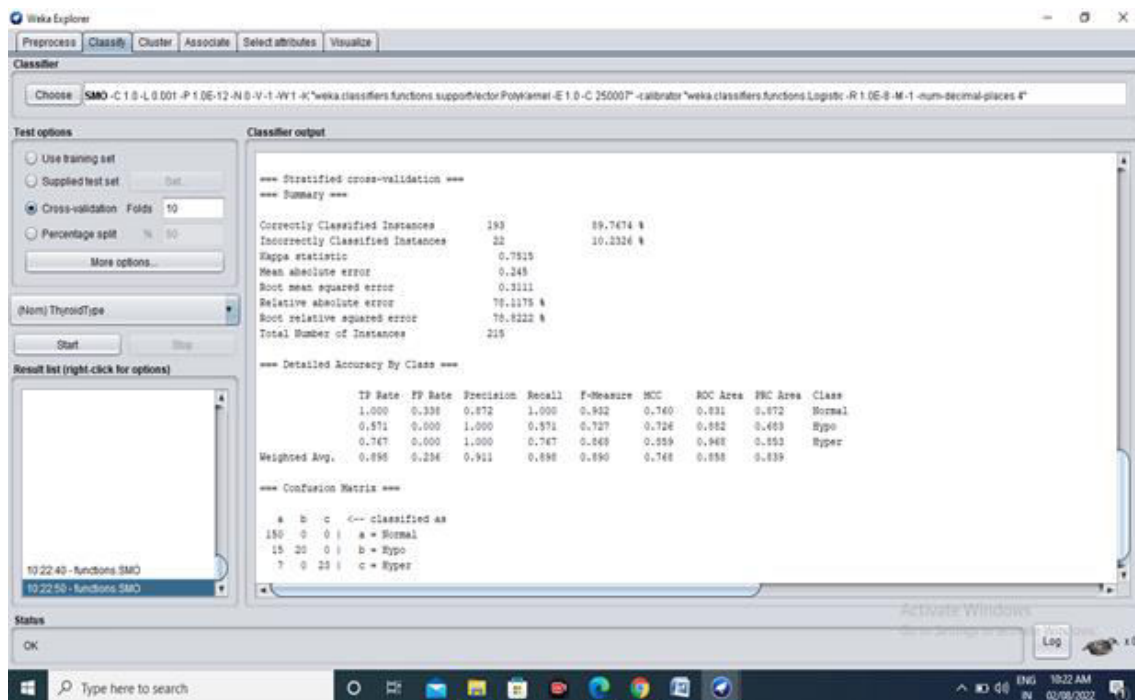 Weka Explorer
Preprocess Classify Cluster Associate Select attributes Visualize
Classifier
Choose SMO -C 1.0 -L 0.001 -P 1.0E-12 -N 0 -V -1 -W 1 -K "weka.classifiers.functions.supportVector.PolyKernel -E 1.0 -C 250007" -calibrator "weka.classifiers.functions.Logistic -R 1.0E-8 -M -1 -num-decimal-places 4"
Test options
Use training set
Supplied test set Set...
Cross-validation Folds 10
Percentage split %
More options...
(Nom) ThyroidType
Start Stop
Result list (right-click for options)
10:22:40 - functions.SMO
10:22:50 - functions.SMO
Classifier output
=== Stratified cross-validation ===
=== Summary ===
Correctly Classified Instances 193 89.7674 %
Incorrectly Classified Instances 22 10.2326 %
Kappa statistic 0.7515
Mean absolute error 0.245
Root mean squared error 0.3111
Relative absolute error 78.1175 %
Root relative squared error 78.8222 %
Total Number of Instances 215
=== Detailed Accuracy By Class ===
TP Rate FP Rate Precision Recall F-Measure MCC ROC Area PRC Area Class
1.000 0.338 0.872 1.000 0.932 0.760 0.831 0.872 Normal
0.571 0.000 1.000 0.571 0.727 0.726 0.882 0.683 Hypo
0.767 0.000 1.000 0.767 0.868 0.859 0.968 0.853 Hyper
Weighted Avg. 0.898 0.236 0.911 0.898 0.890 0.768 0.858 0.839
=== Confusion Matrix ===
a b c <-- classified as
150 0 0 | a = Normal
15 20 0 | b = Hypo
7 0 23 | c = Hyper
Activate Windows
Status
OK
Log x 0
Type here to search
ENG 10:22 AM
IN 02/08/2022